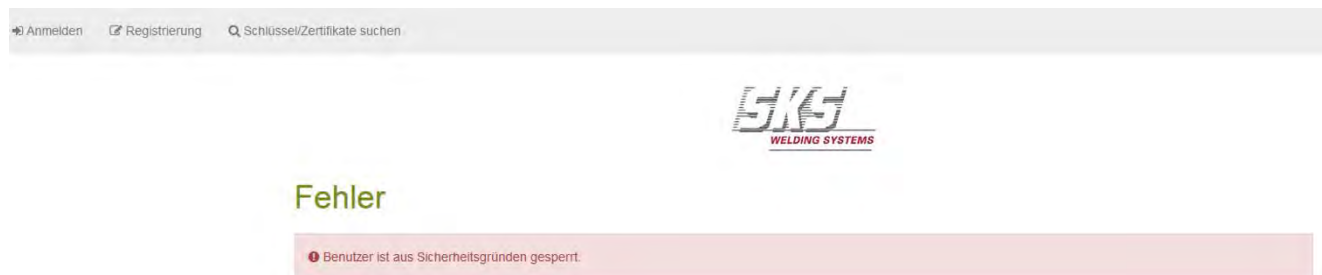 Anmelden Registrierung Schlüssel/Zertifikate suchen
SKS
WELDING SYSTEMS
Fehler
Benutzer ist aus Sicherheitsgründen gesperrt.